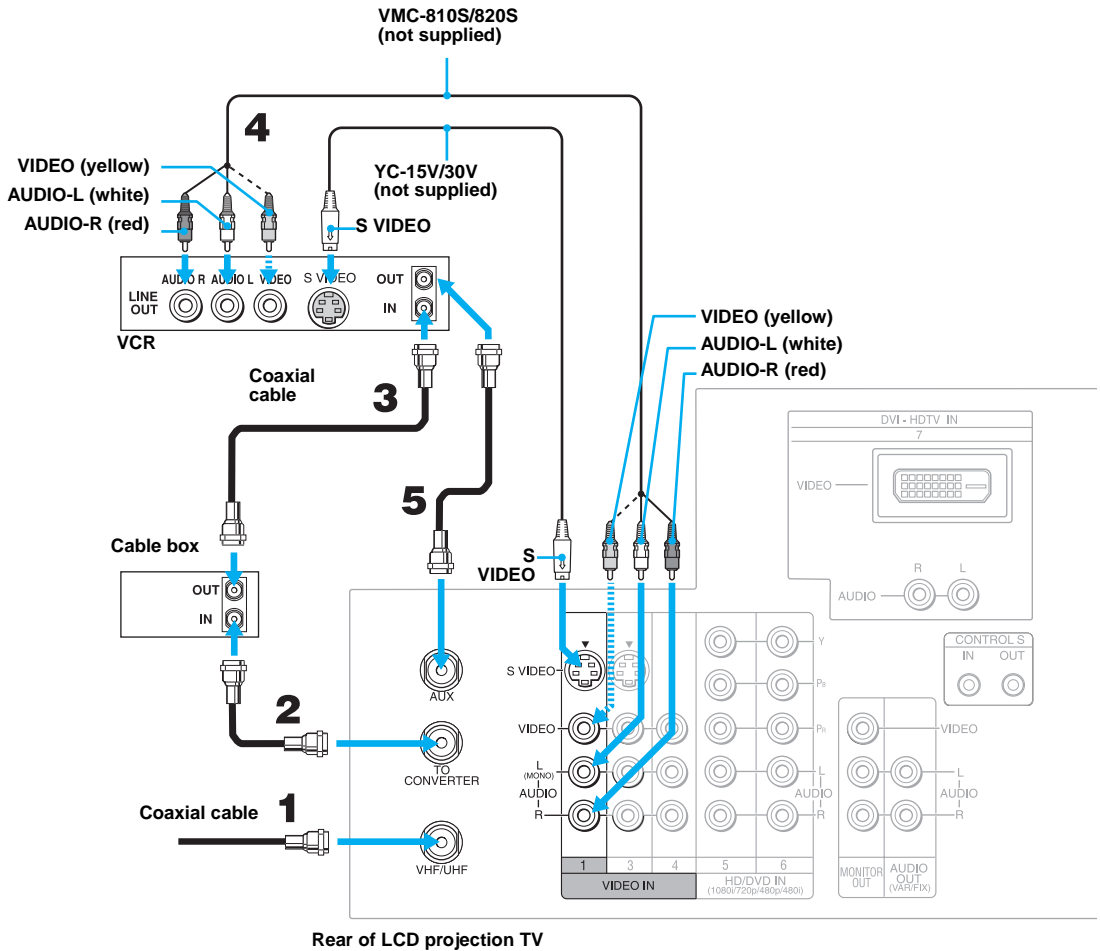 VMC-810S/820S
(not supplied)
4
VIDEO (yellow)
AUDIO-L (white)
AUDIO-R (red)
YC-15V/30V
(not supplied)
S VIDEO
AUDIO R AUDIO L VIDEO S VIDEO OUT
LINE
OUT
IN
VCR
VIDEO (yellow)
AUDIO-L (white)
AUDIO-R (red)
Coaxial
cable
3
5
Cable box
OUT
IN
S
VIDEO
DVI - HDTV IN
7
VIDEO
R L
AUDIO
CONTROL S
IN OUT
AUX
S VIDEO
Y
PB
PR
2
TO
CONVERTER
VIDEO
L
(MONO)
AUDIO
R
L
AUDIO
R
VIDEO
L
AUDIO
R
Coaxial cable
1
VHF/UHF
1 3 4 5 6
VIDEO IN
HD/DVD IN
(1080i/720p/480p/480i)
MONITOR
OUT
AUDIO
OUT
(VAR/FIX)
Rear of LCD projection TV